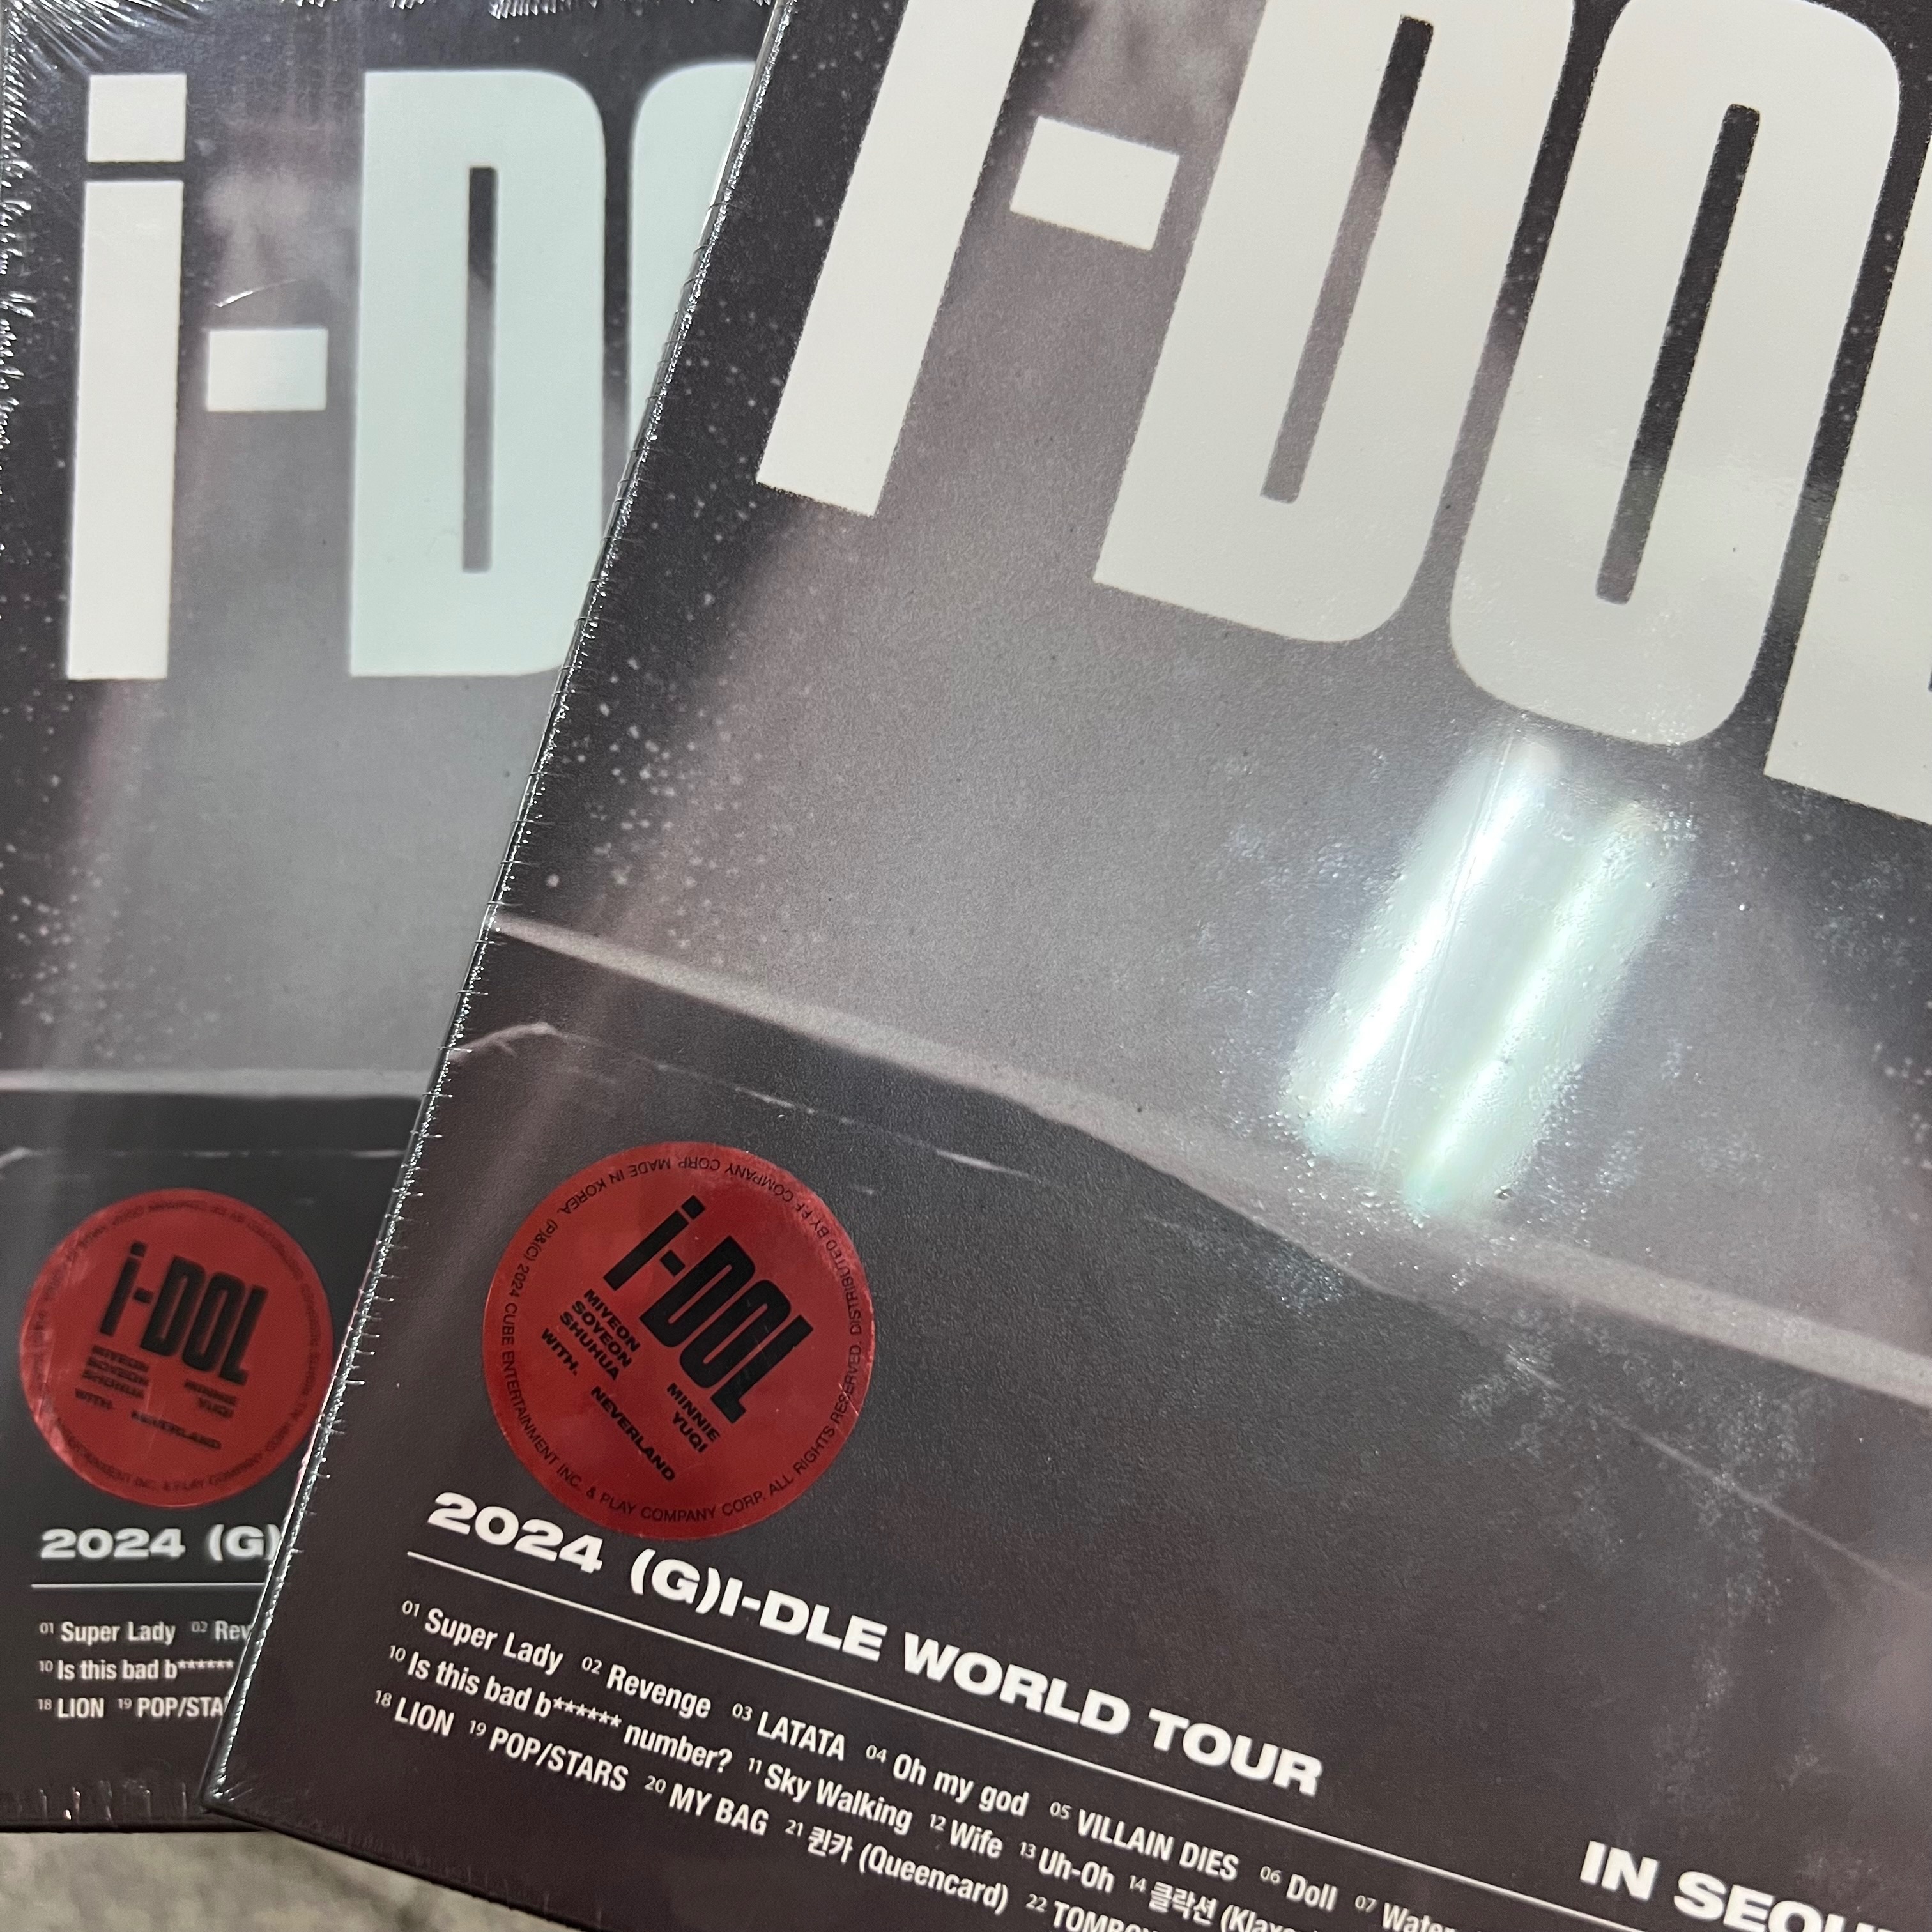 i-D
i-DOL
i-DOL
MIYEON
SOYEON
SHUHUA
MINNIE
YUQI
WITH. NEVERLAND
2024 (G)
01 Super Lady 02 Rev
10 Is this bad b******
18 LION 19 POP/STA
i-DOL
MIYEON
SOYEON
SHUHUA
MINNIE
YUQI
WITH. NEVERLAND
(P)&(C) 2024 CUBE ENTERTAINMENT INC. & PLAY COMPANY CORP. ALL RIGHTS RESERVED. DISTRIBUTED BY FF COMPANY CORP MADE IN KOREA.
2024 (G)I-DLE WORLD TOUR
IN SEOU
01 Super Lady 02 Revenge 03 LATATA 04 Oh my god 05 VILLAIN DIES 06 Doll 07 Water
10 Is this bad b****** number? 11 Sky Walking 12 Wife 13 Uh-Oh 14 클락션 (Klaxo
18 LION 19 POP/STARS 20 MY BAG 21 퀸카 (Queencard) 22 TOMBOY